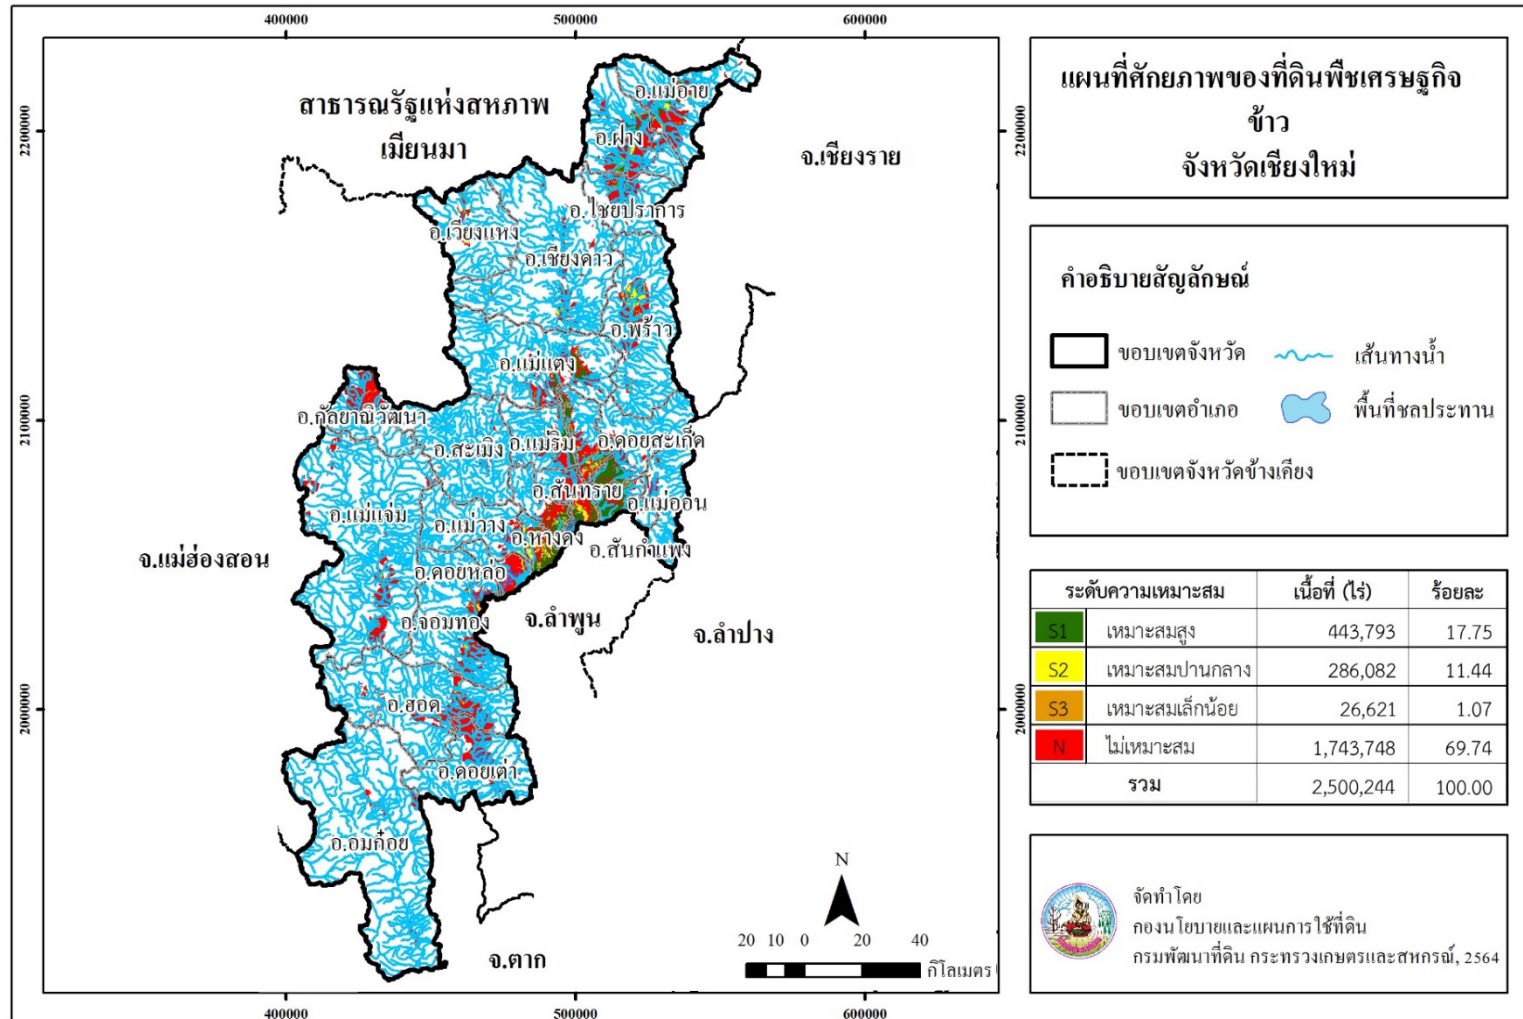 400000
500000
600000
2200000
2100000
2000000
2200000
2100000
2000000
400000
500000
600000
สาธารณรัฐแห่งสหภาพ
เมียนมา
จ.เชียงราย
จ.แม่ฮ่องสอน
จ.ลำพูน
จ.ลำปาง
จ.ตาก
อ.แม่อาย
อ.ฝาง
อ.ไชยปราการ
อ.เวียงแหง
อ.เชียงดาว
อ.พร้าว
อ.แม่แตง
อ.กัลยาณิวัฒนา
อ.สะเมิง
อ.แม่ริม
อ.ดอยสะเก็ด
อ.สันทราย
อ.แม่ออน
อ.แม่แจ่ม
อ.แม่วาง
อ.หางดง
อ.สันกำแพง
อ.ดอยหล่อ
อ.จอมทอง
อ.ฮอด
อ.ดอยเต่า
อ.อมก๋อย
N
20 10 0 20 40
กิโลเมตร
แผนที่ศักยภาพของที่ดินพืชเศรษฐกิจ
ข้าว
จังหวัดเชียงใหม่
คำอธิบายสัญลักษณ์
ขอบเขตจังหวัด เส้นทางน้ำ
ขอบเขตอำเภอ พื้นที่ชลประทาน
ขอบเขตจังหวัดข้างเคียง
ระดับความเหมาะสม เนื้อที่ (ไร่) ร้อยละ
S1 เหมาะสมสูง 443,793 17.75
S2 เหมาะสมปานกลาง 286,082 11.44
S3 เหมาะสมเล็กน้อย 26,621 1.07
N ไม่เหมาะสม 1,743,748 69.74
รวม 2,500,244 100.00
จัดทำโดย
กองนโยบายและแผนการใช้ที่ดิน
กรมพัฒนาที่ดิน กระทรวงเกษตรและสหกรณ์, 2564